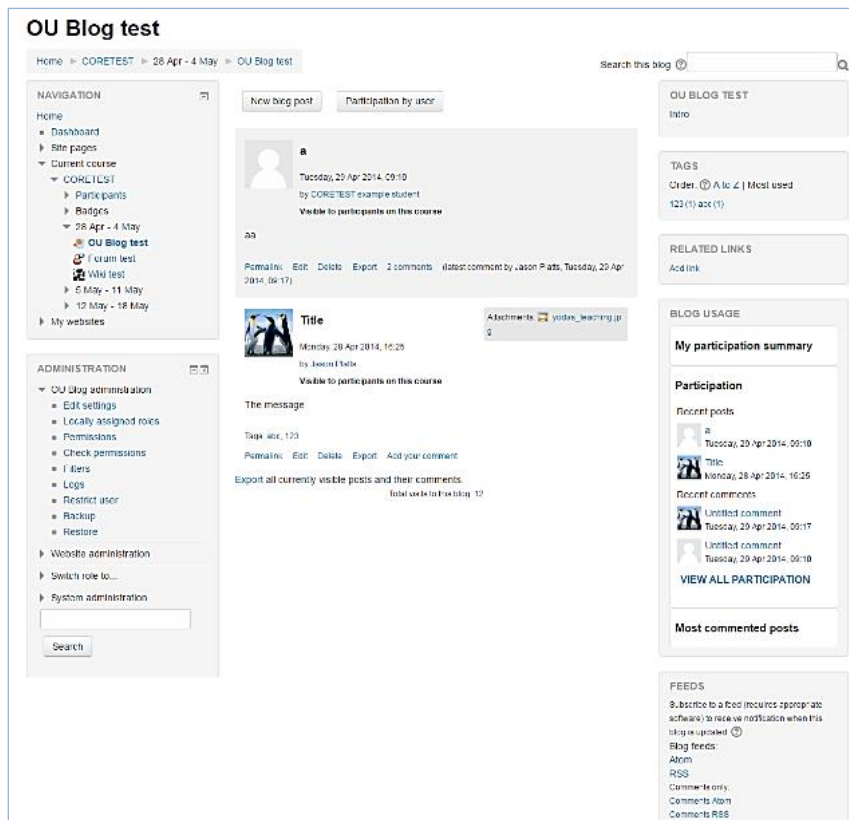 OU Blog test
Home ▶ CORETEST ▶ 28 Apr - 4 May ▶ OU Blog test
Search this blog
NAVIGATION
Home
Dashboard
Site pages
Current course
CORETEST
Participants
Badges
28 Apr - 4 May
OU Blog test
Forum test
Wiki test
5 May - 11 May
12 May - 18 May
My websites
ADMINISTRATION
OU Blog administration
Edit settings
Locally assigned roles
Permissions
Check permissions
Filters
Logs
Restrict user
Backup
Restore
Website administration
Switch role to...
System administration
Search
New blog post Participation by user
a
Tuesday, 29 Apr 2014, 09:10
by CORETEST example student
Visible to participants on this course
aa
Permalink Edit Delete Export 2 comments (latest comment by Jason Platts, Tuesday, 29 Apr
2014, 09:17)
Title
Monday, 28 Apr 2014, 16:25
by Jason Platts
Visible to participants on this course
Attachments: yodas_teaching.jp
g
The message
Tags: abc, 123
Permalink Edit Delete Export Add your comment
Export all currently visible posts and their comments.
Total visits to this blog: 12
OU BLOG TEST
Intro
TAGS
Order: A to Z | Most used
123 (1) abc (1)
RELATED LINKS
Add link
BLOG USAGE
My participation summary
Participation
Recent posts
a
Tuesday, 29 Apr 2014, 09:10
Title
Monday, 28 Apr 2014, 16:25
Recent comments
Untitled comment
Tuesday, 29 Apr 2014, 09:17
Untitled comment
Tuesday, 29 Apr 2014, 09:10
VIEW ALL PARTICIPATION
Most commented posts
FEEDS
Subscribe to a feed (requires appropriate
software) to receive notification when this
blog is updated.
Blog feeds:
Atom
RSS
Comments only:
Comments Atom
Comments RSS